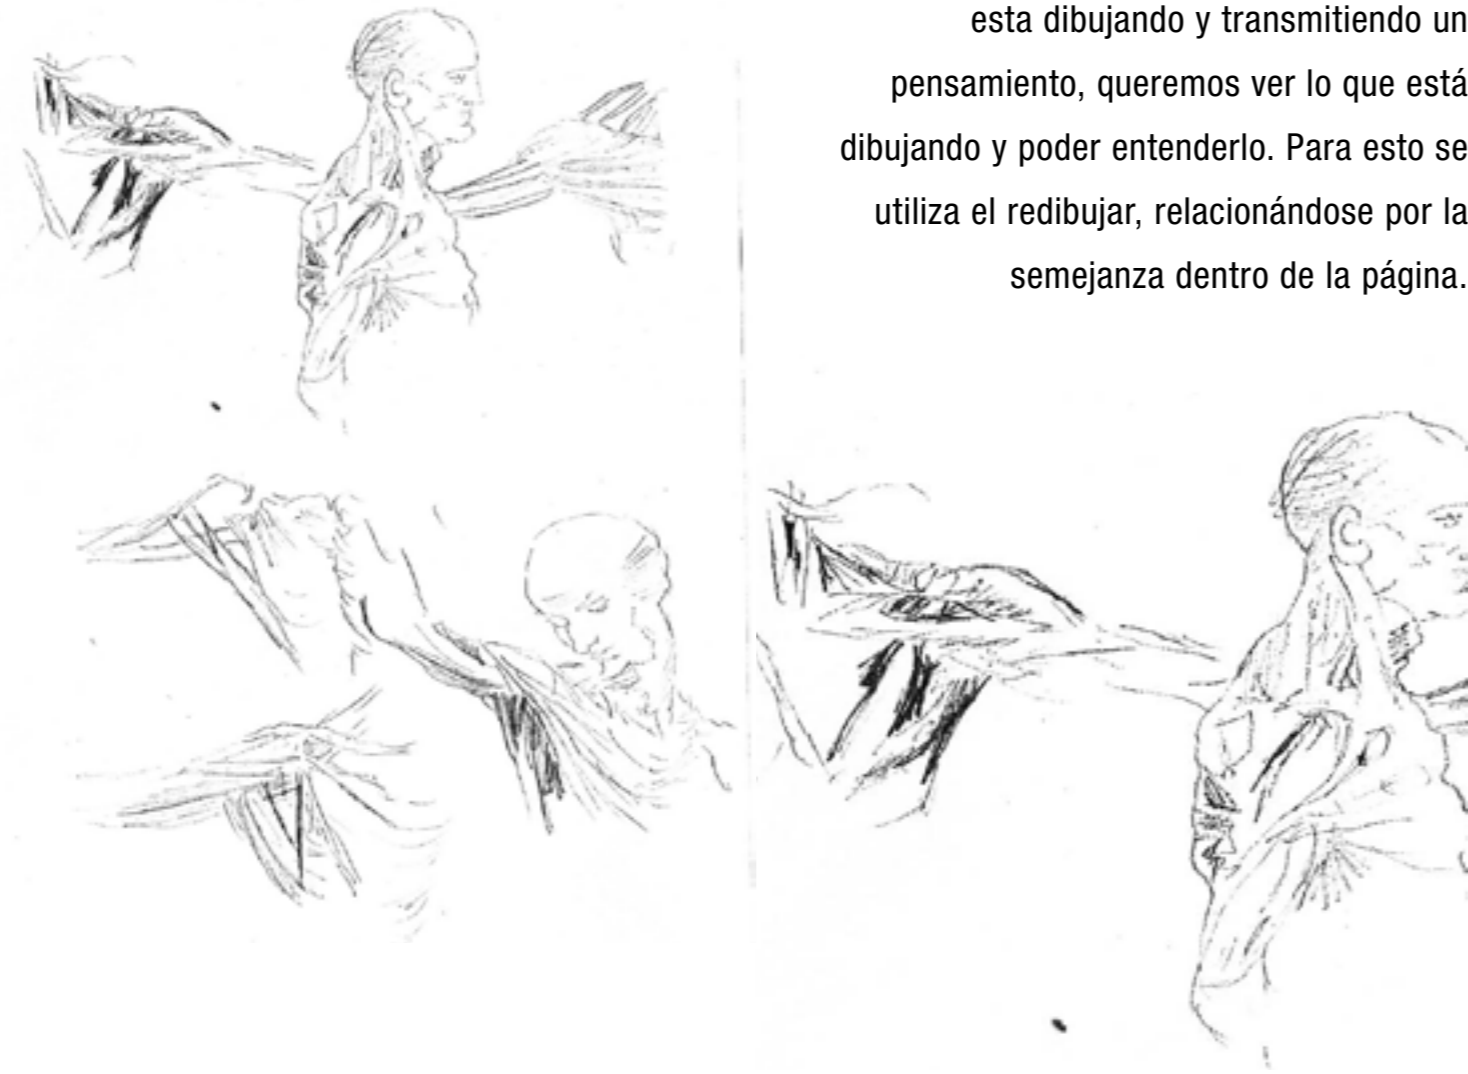 esta dibujando y transmitiendo un
pensamiento, queremos ver lo que está
dibujando y poder entenderlo. Para esto se
utiliza el redibujar, relacionándose por la
semejanza dentro de la página.